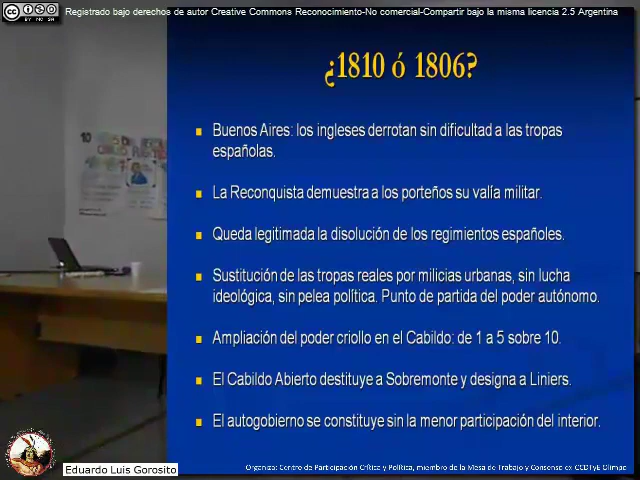 Registrado bajo derechos de autor Creative Commons Reconocimiento-No comercial-Compartir bajo la misma licencia 2.5 Argentina
¿1810 ó 1806?
Buenos Aires: los ingleses derrotan sin dificultad a las tropas
españolas.
La Reconquista demuestra a los porteños su valía militar.
Queda legitimada la disolución de los regimientos españoles.
Sustitución de las tropas reales por milicias urbanas, sin lucha
ideológica, sin pelea política. Punto de partida del poder autónomo.
Ampliación del poder criollo en el Cabildo: de 1 a 5 sobre 10.
El Cabildo Abierto destituye a Sobremonte y designa a Liniers.
El autogobierno se constituye sin la menor participación del interior.
Eduardo Luis Gorosito
Organiza: Centro de Participación Crítica y Política, miembro de la Mesa de Trabajo y Consenso ex CCDTyE Olimpo